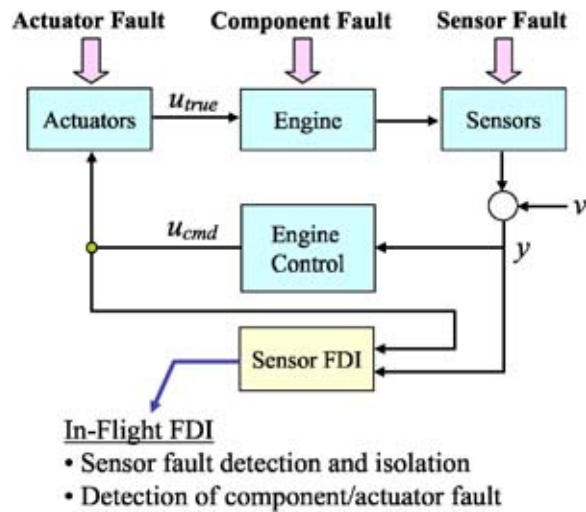 Actuator Fault
Component Fault
Sensor Fault
Actuators
u_true
Engine
Sensors
v
u_cmd
Engine
Control
y
Sensor FDI
In-Flight FDI
• Sensor fault detection and isolation
• Detection of component/actuator fault